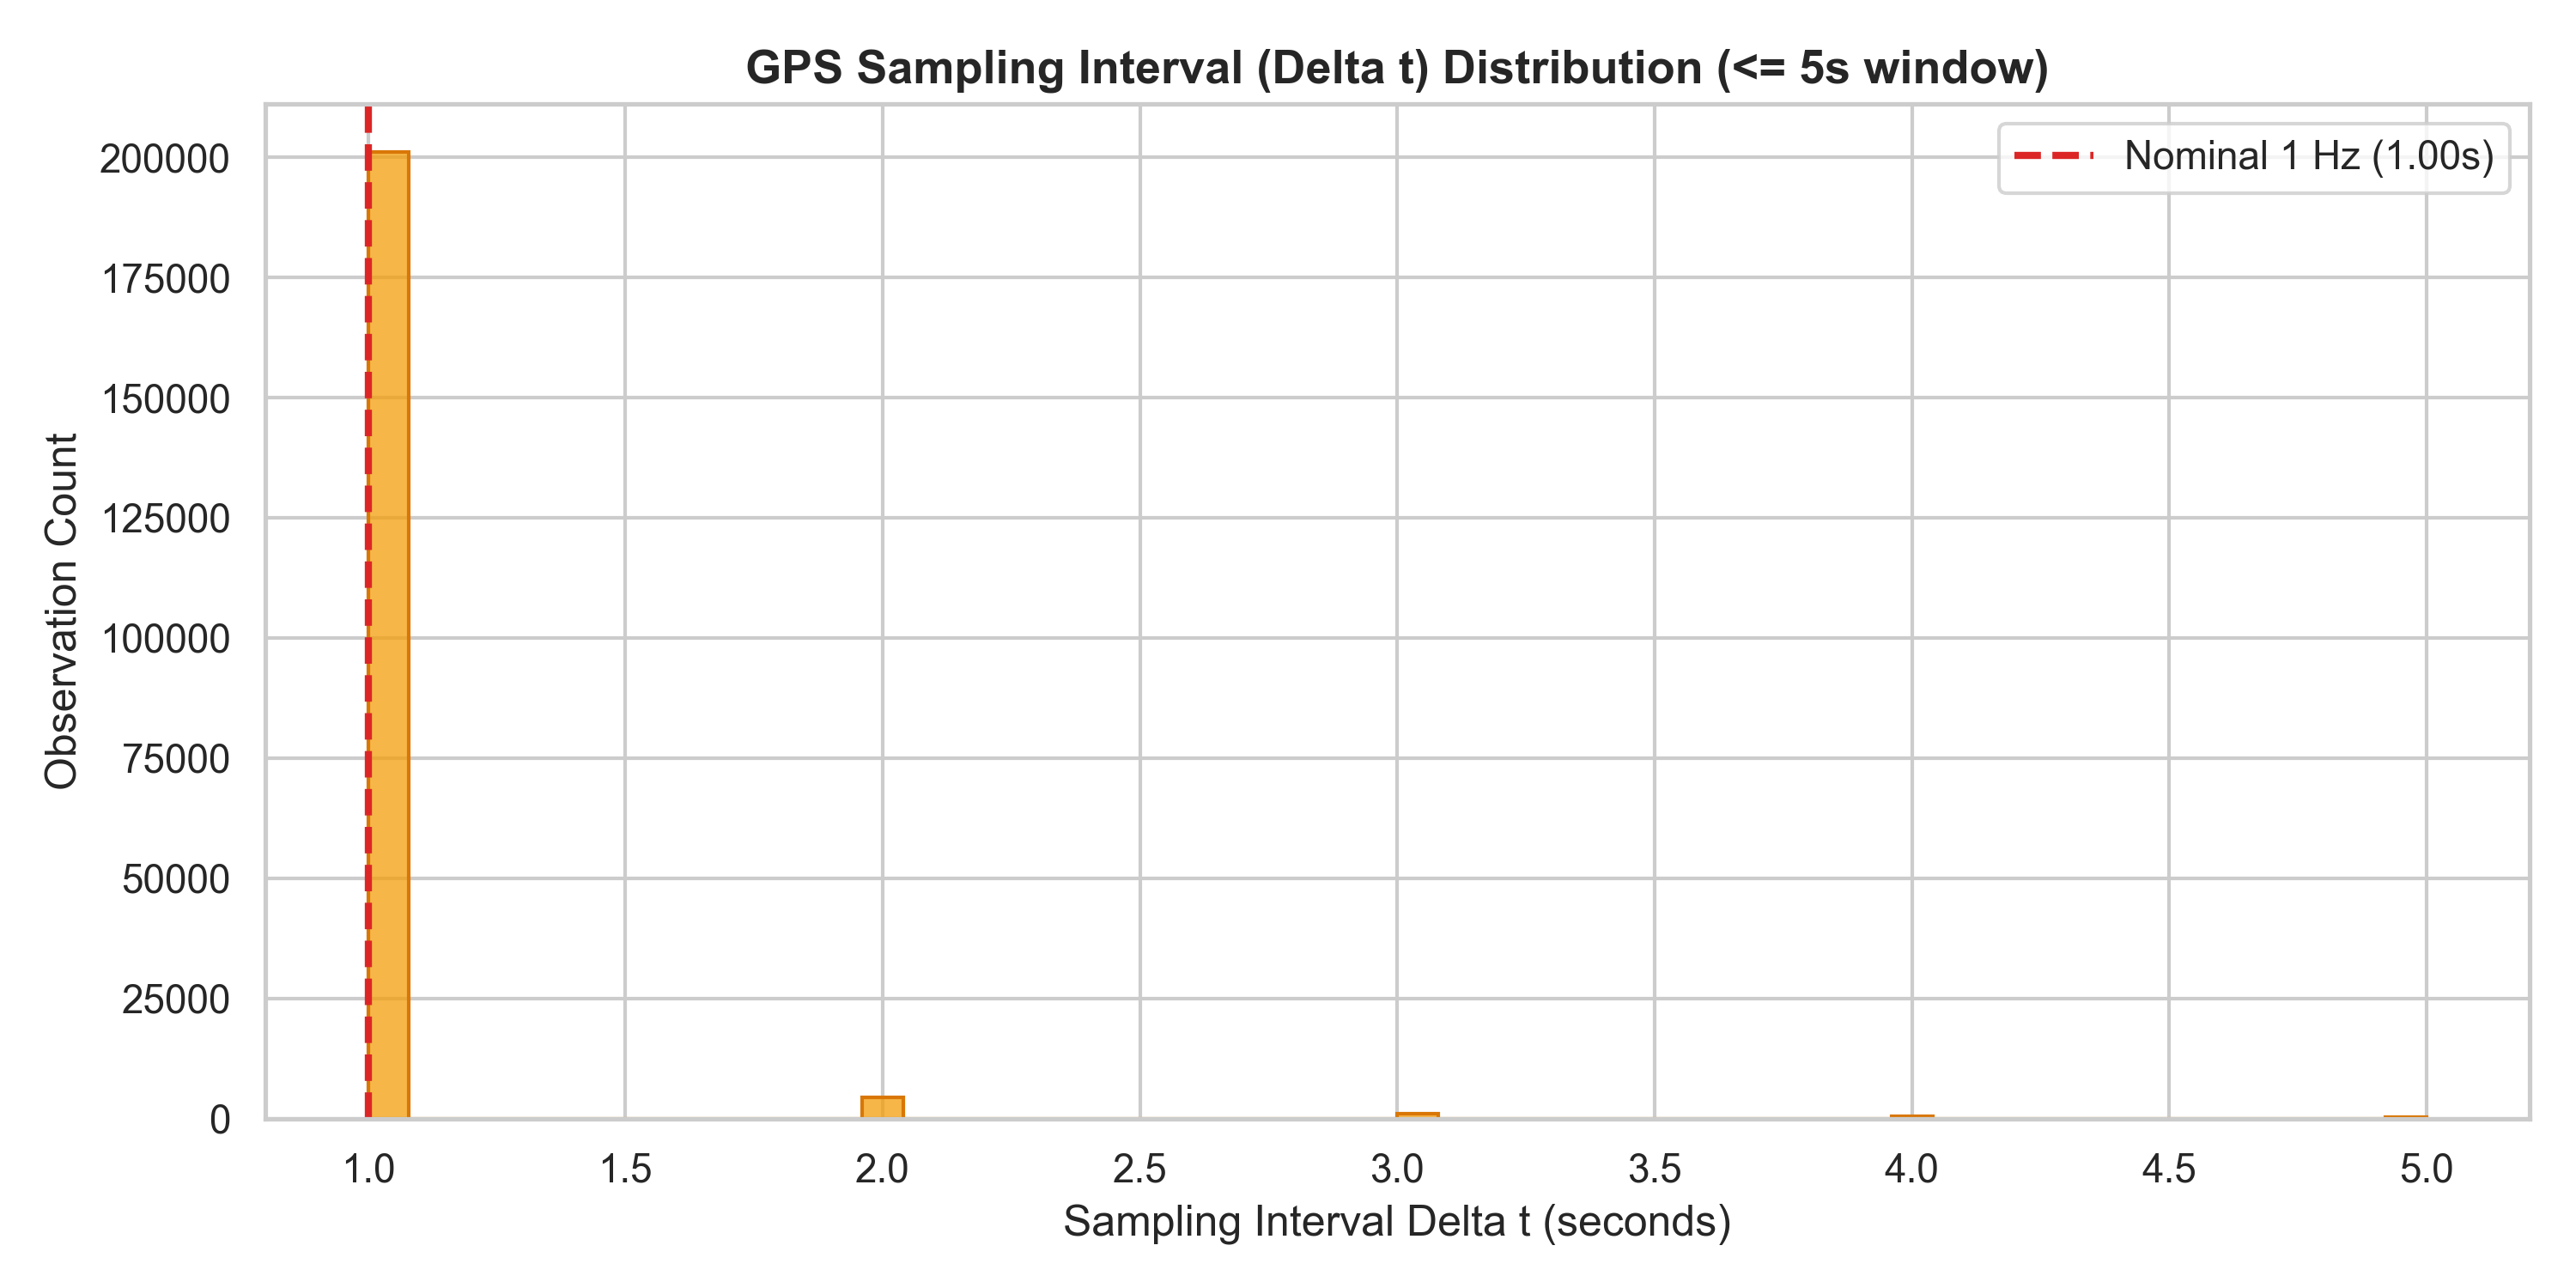 GPS Sampling Interval (Delta t) Distribution (<= 5s window)
Nominal 1 Hz (1.00s)
Observation Count
200000
175000
150000
125000
100000
75000
50000
25000
0
1.0 1.5 2.0 2.5 3.0 3.5 4.0 4.5 5.0
Sampling Interval Delta t (seconds)